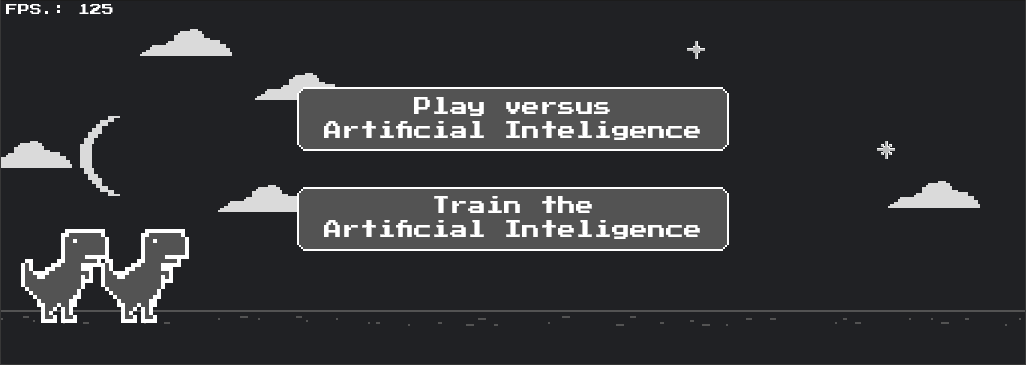 FPS.: 125
Play versus
Artificial Inteligence
Train the
Artificial Inteligence